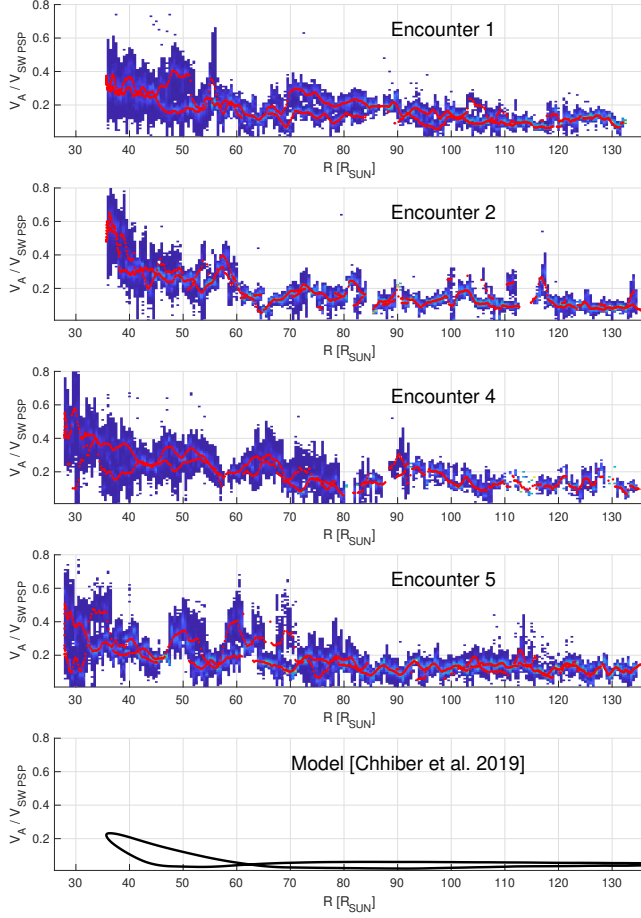 Encounter 1
0.8
0.6
0.4
0.2
V_A / V_SW PSP
30 40 50 60 70 80 90 100 110 120 130
R [R_SUN]
Encounter 2
0.8
0.6
0.4
0.2
V_A / V_SW PSP
30 40 50 60 70 80 90 100 110 120 130
R [R_SUN]
Encounter 4
0.8
0.6
0.4
0.2
V_A / V_SW PSP
30 40 50 60 70 80 90 100 110 120 130
R [R_SUN]
Encounter 5
0.8
0.6
0.4
0.2
V_A / V_SW PSP
30 40 50 60 70 80 90 100 110 120 130
R [R_SUN]
Model [Chhiber et al. 2019]
0.8
0.6
0.4
0.2
V_A / V_SW PSP
30 40 50 60 70 80 90 100 110 120 130
R [R_SUN]